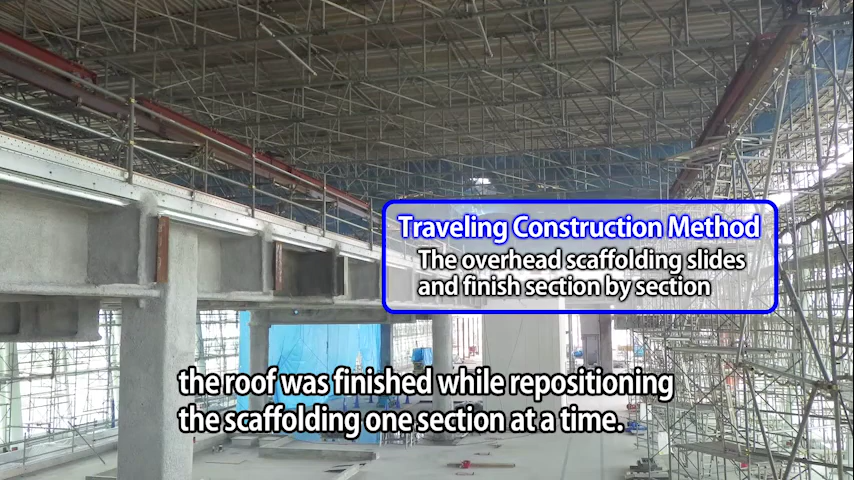 Traveling Construction Method
The overhead scaffolding slides
and finish section by section
the roof was finished while repositioning
the scaffolding one section at a time.